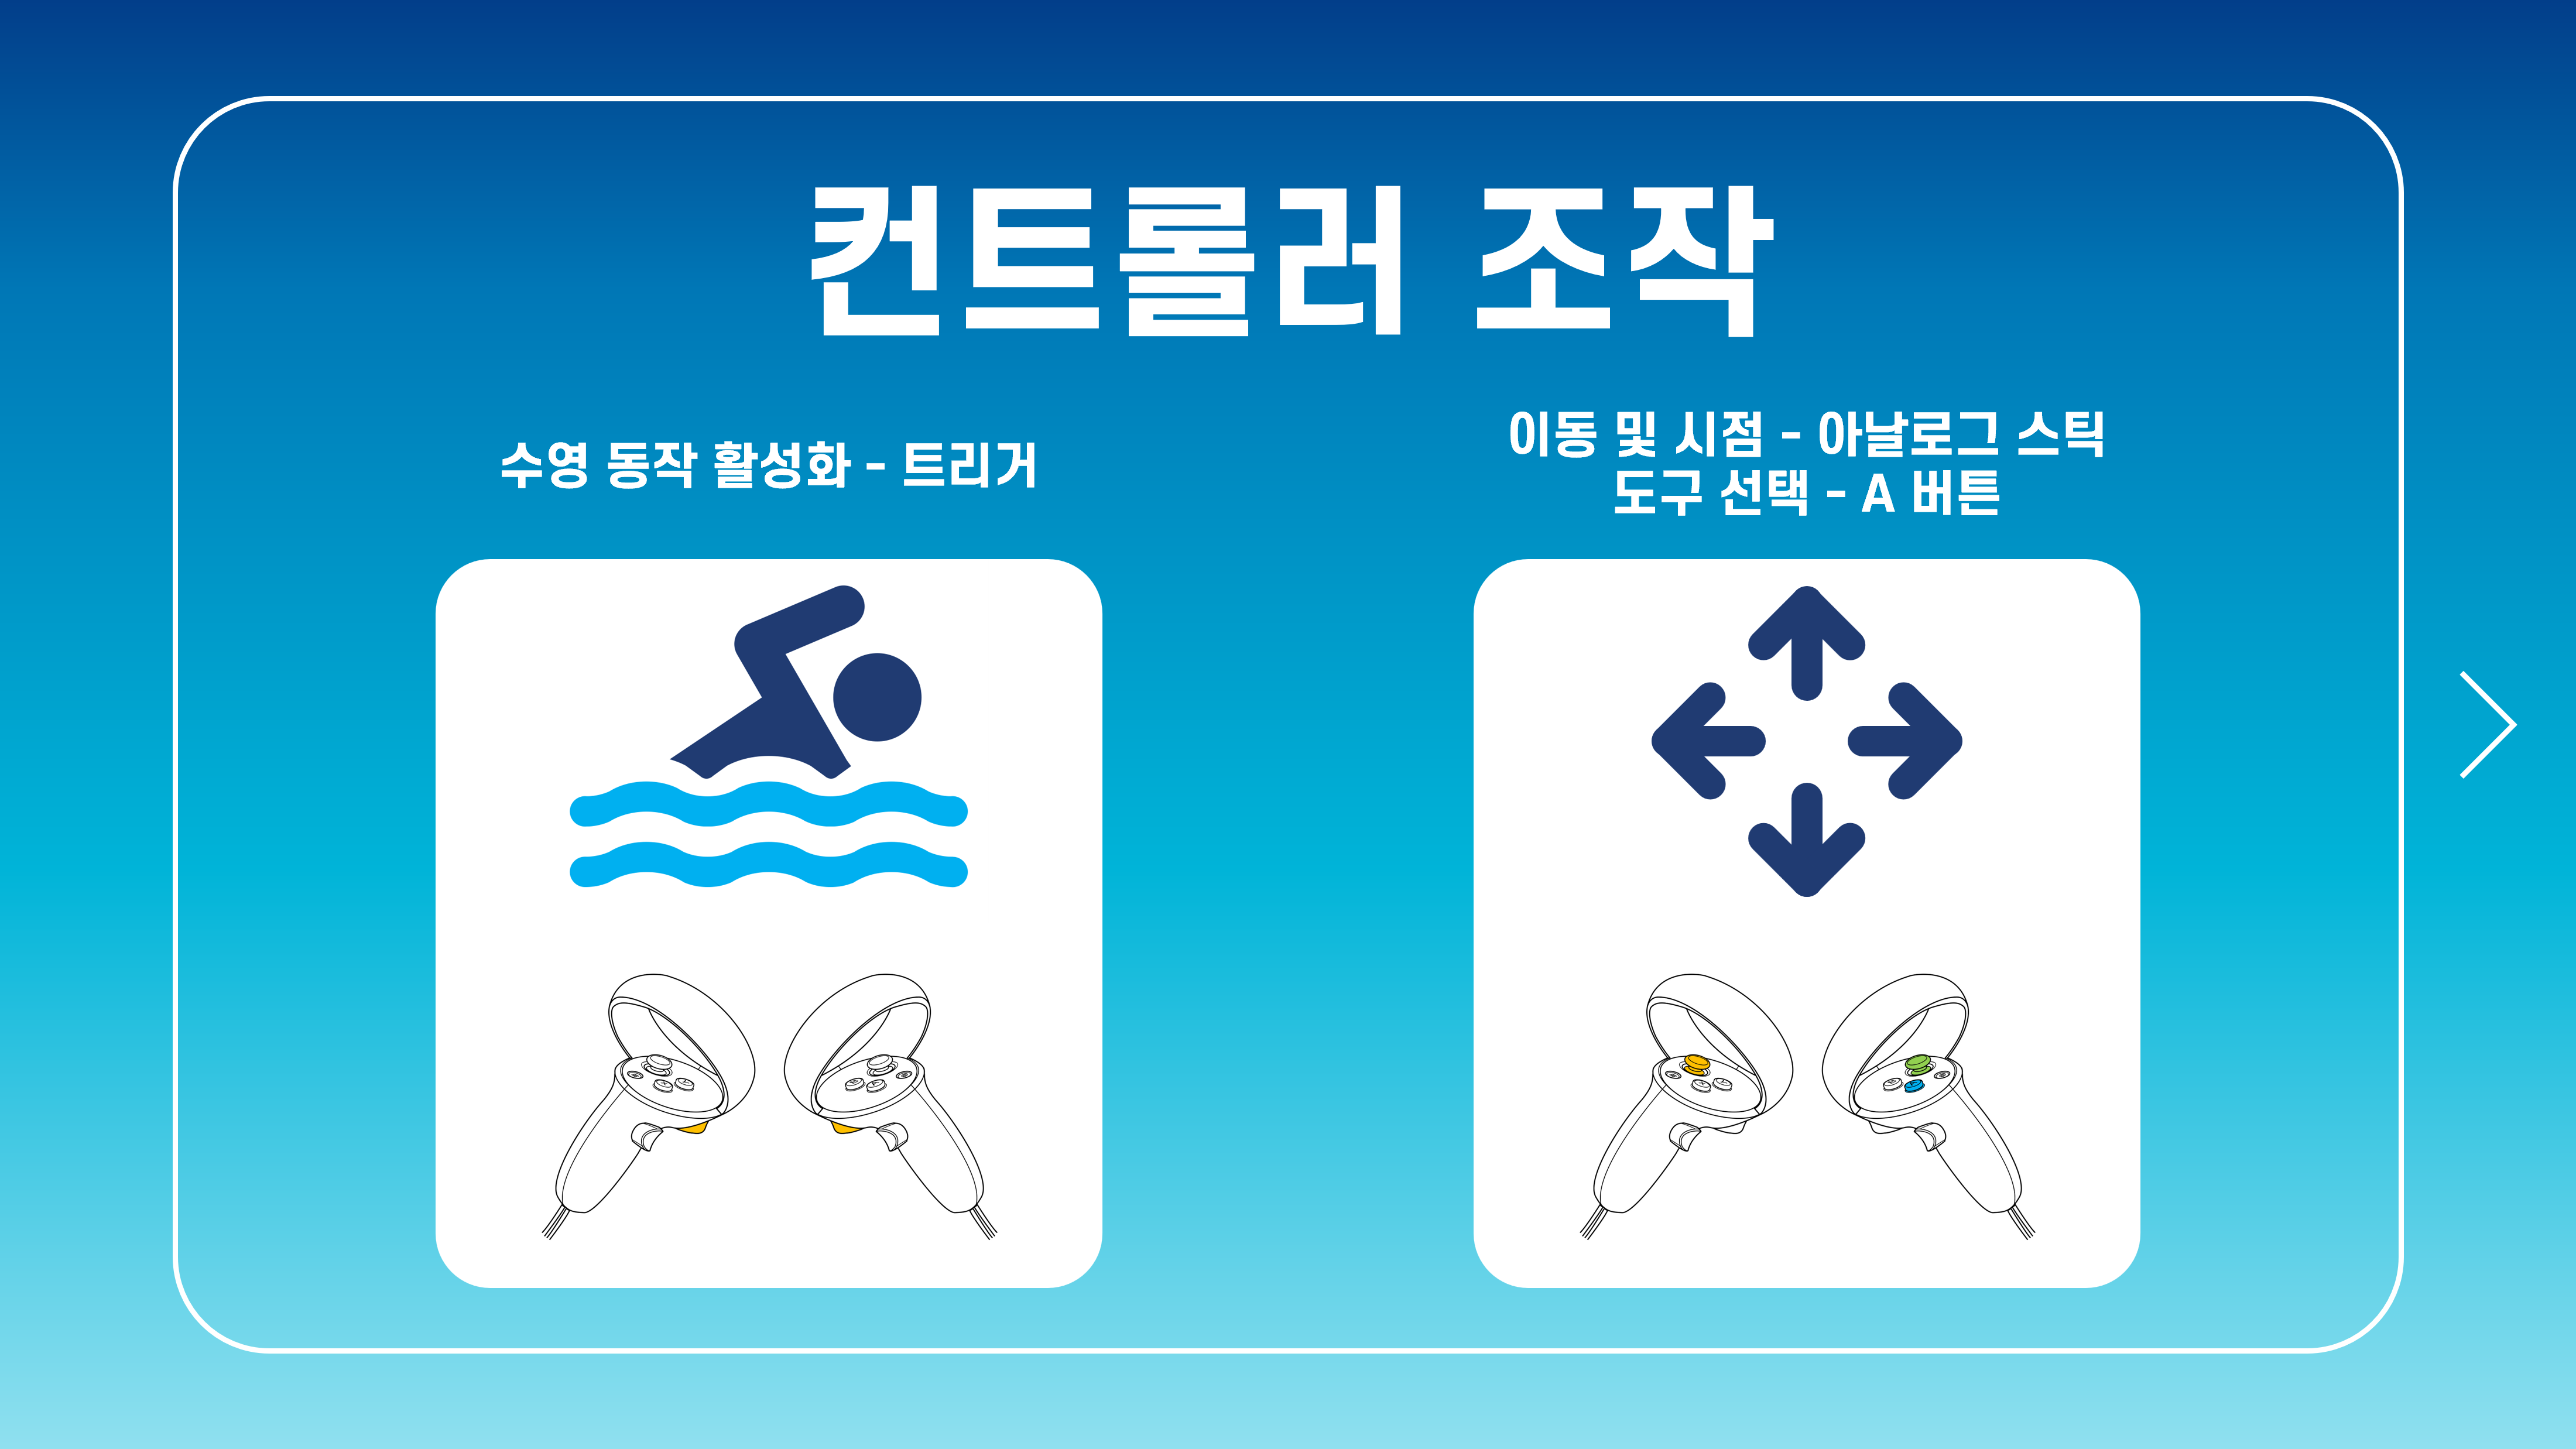 컨트롤러 조작
수영 동작 활성화 - 트리거
이동 및 시점 - 아날로그 스틱
도구 선택 - A 버튼